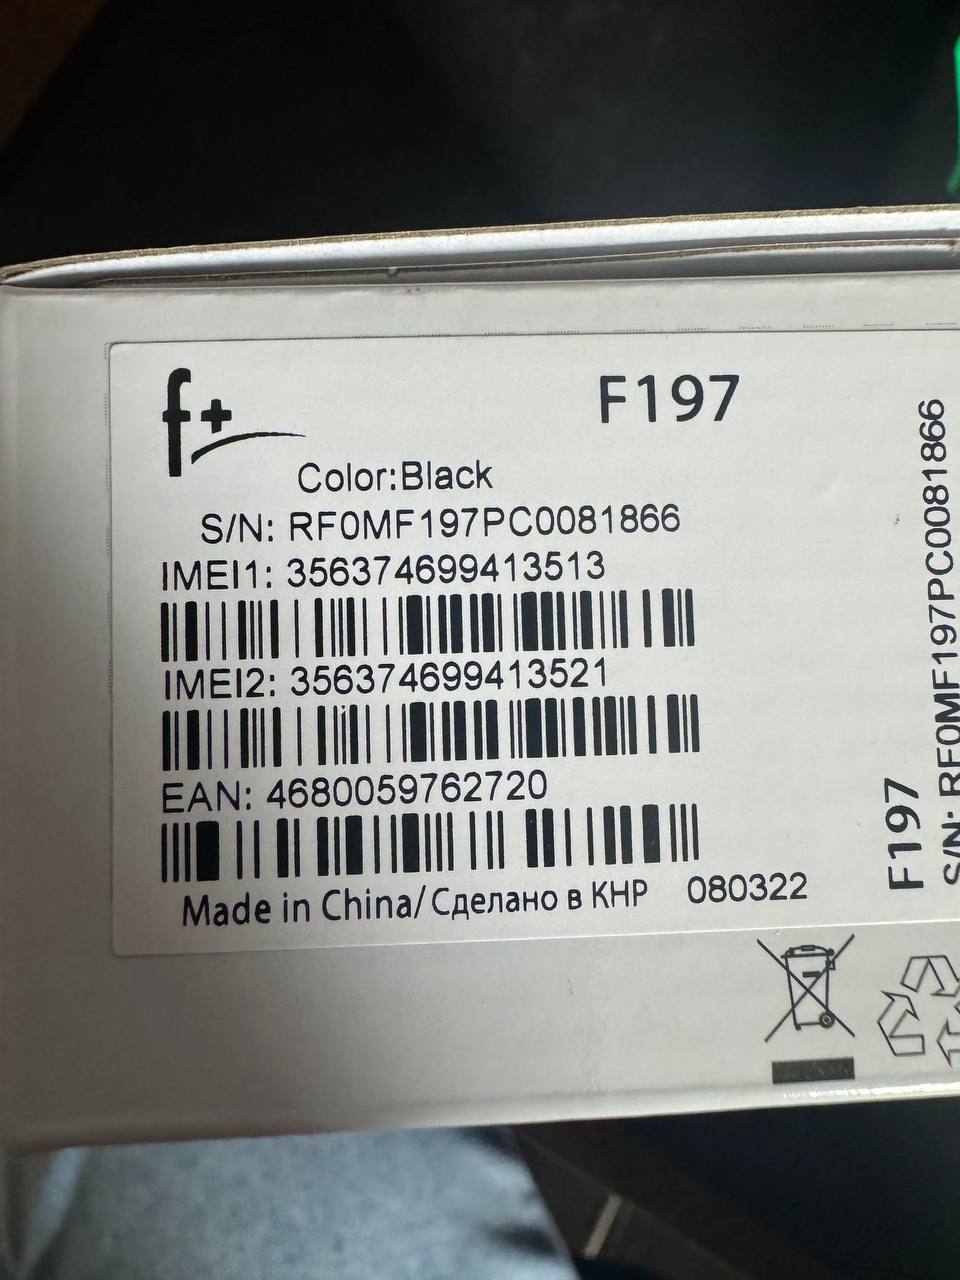 f+
F197
Color:Black
S/N: RF0MF197PC0081866
IMEI1: 356374699413513
IMEI2: 356374699413521
EAN: 4680059762720
Made in China/Сделано в КНР 080322
F197
S/N: RF0MF197PC0081866